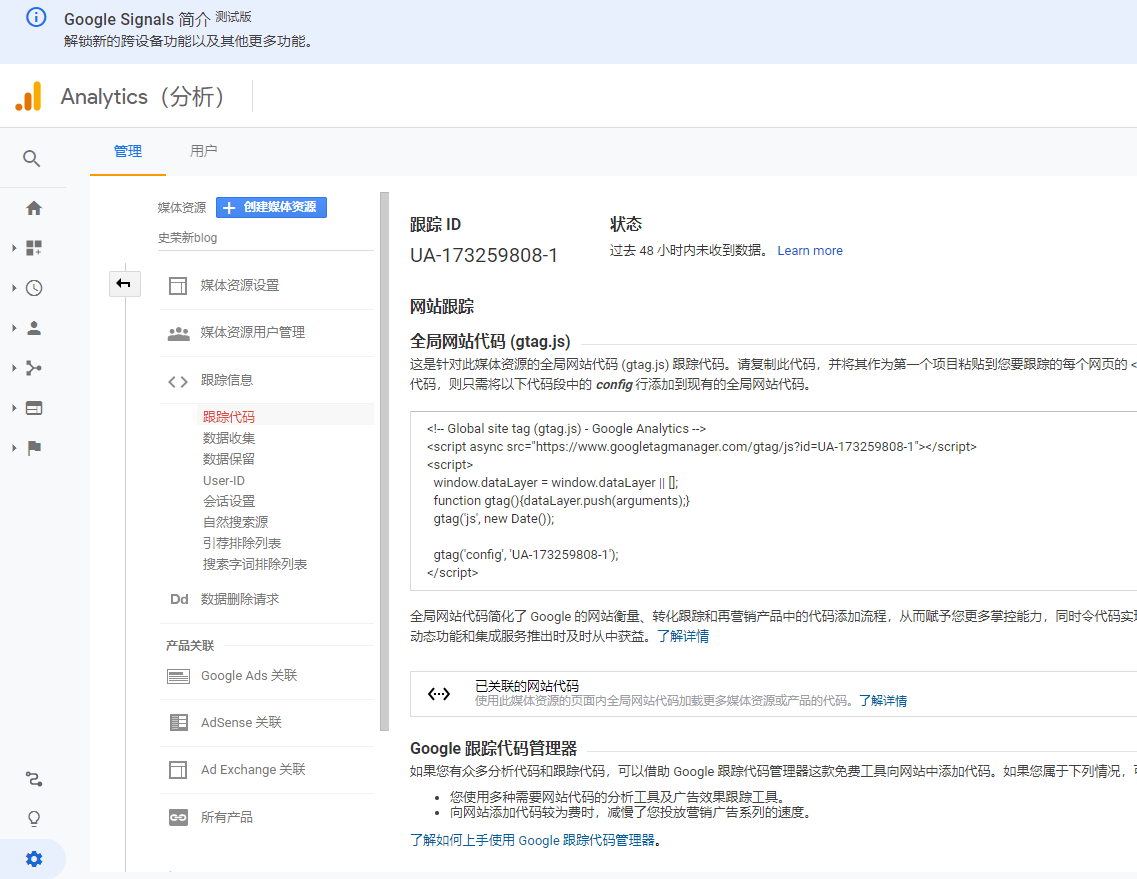 Google Signals 简介 测试版
解锁新的跨设备功能以及其他更多功能。
Analytics（分析）
管理
用户
媒体资源
创建媒体资源
史荣新blog
媒体资源设置
媒体资源用户管理
跟踪信息
跟踪代码
数据收集
数据保留
User-ID
会话设置
自然搜索源
引荐排除列表
搜索字词排除列表
Dd 数据删除请求
产品关联
Google Ads 关联
AdSense 关联
Ad Exchange 关联
所有产品
跟踪 ID
UA-173259808-1
状态
过去 48 小时内未收到数据。 Learn more
网站跟踪
全局网站代码 (gtag.js)
这是针对此媒体资源的全局网站代码 (gtag.js) 跟踪代码。请复制此代码，并将其作为第一个项目粘贴到您要跟踪的每个网页的 <
代码，则只需将以下代码段中的 config 行添加到现有的全局网站代码。
<!-- Global site tag (gtag.js) - Google Analytics -->
<script async src="https://www.googletagmanager.com/gtag/js?id=UA-173259808-1"></script>
<script>
window.dataLayer = window.dataLayer || [];
function gtag(){dataLayer.push(arguments);}
gtag('js', new Date());
gtag('config', 'UA-173259808-1');
</script>
全局网站代码简化了 Google 的网站衡量、转化跟踪和再营销产品中的代码添加流程，从而赋予您更多掌控能力，同时令代码实现
动态功能和集成服务推出时及时从中获益。了解详情
已关联的网站代码
使用此媒体资源的页面内全局网站代码加载更多媒体资源或产品的代码。了解详情
Google 跟踪代码管理器
如果您有众多分析代码和跟踪代码，可以借助 Google 跟踪代码管理器这款免费工具向网站中添加代码。如果您属于下列情况，可
• 您使用多种需要网站代码的分析工具及广告效果跟踪工具。
• 向网站添加代码较为费时，减慢了您投放营销广告系列的速度。
了解如何上手使用 Google 跟踪代码管理器。